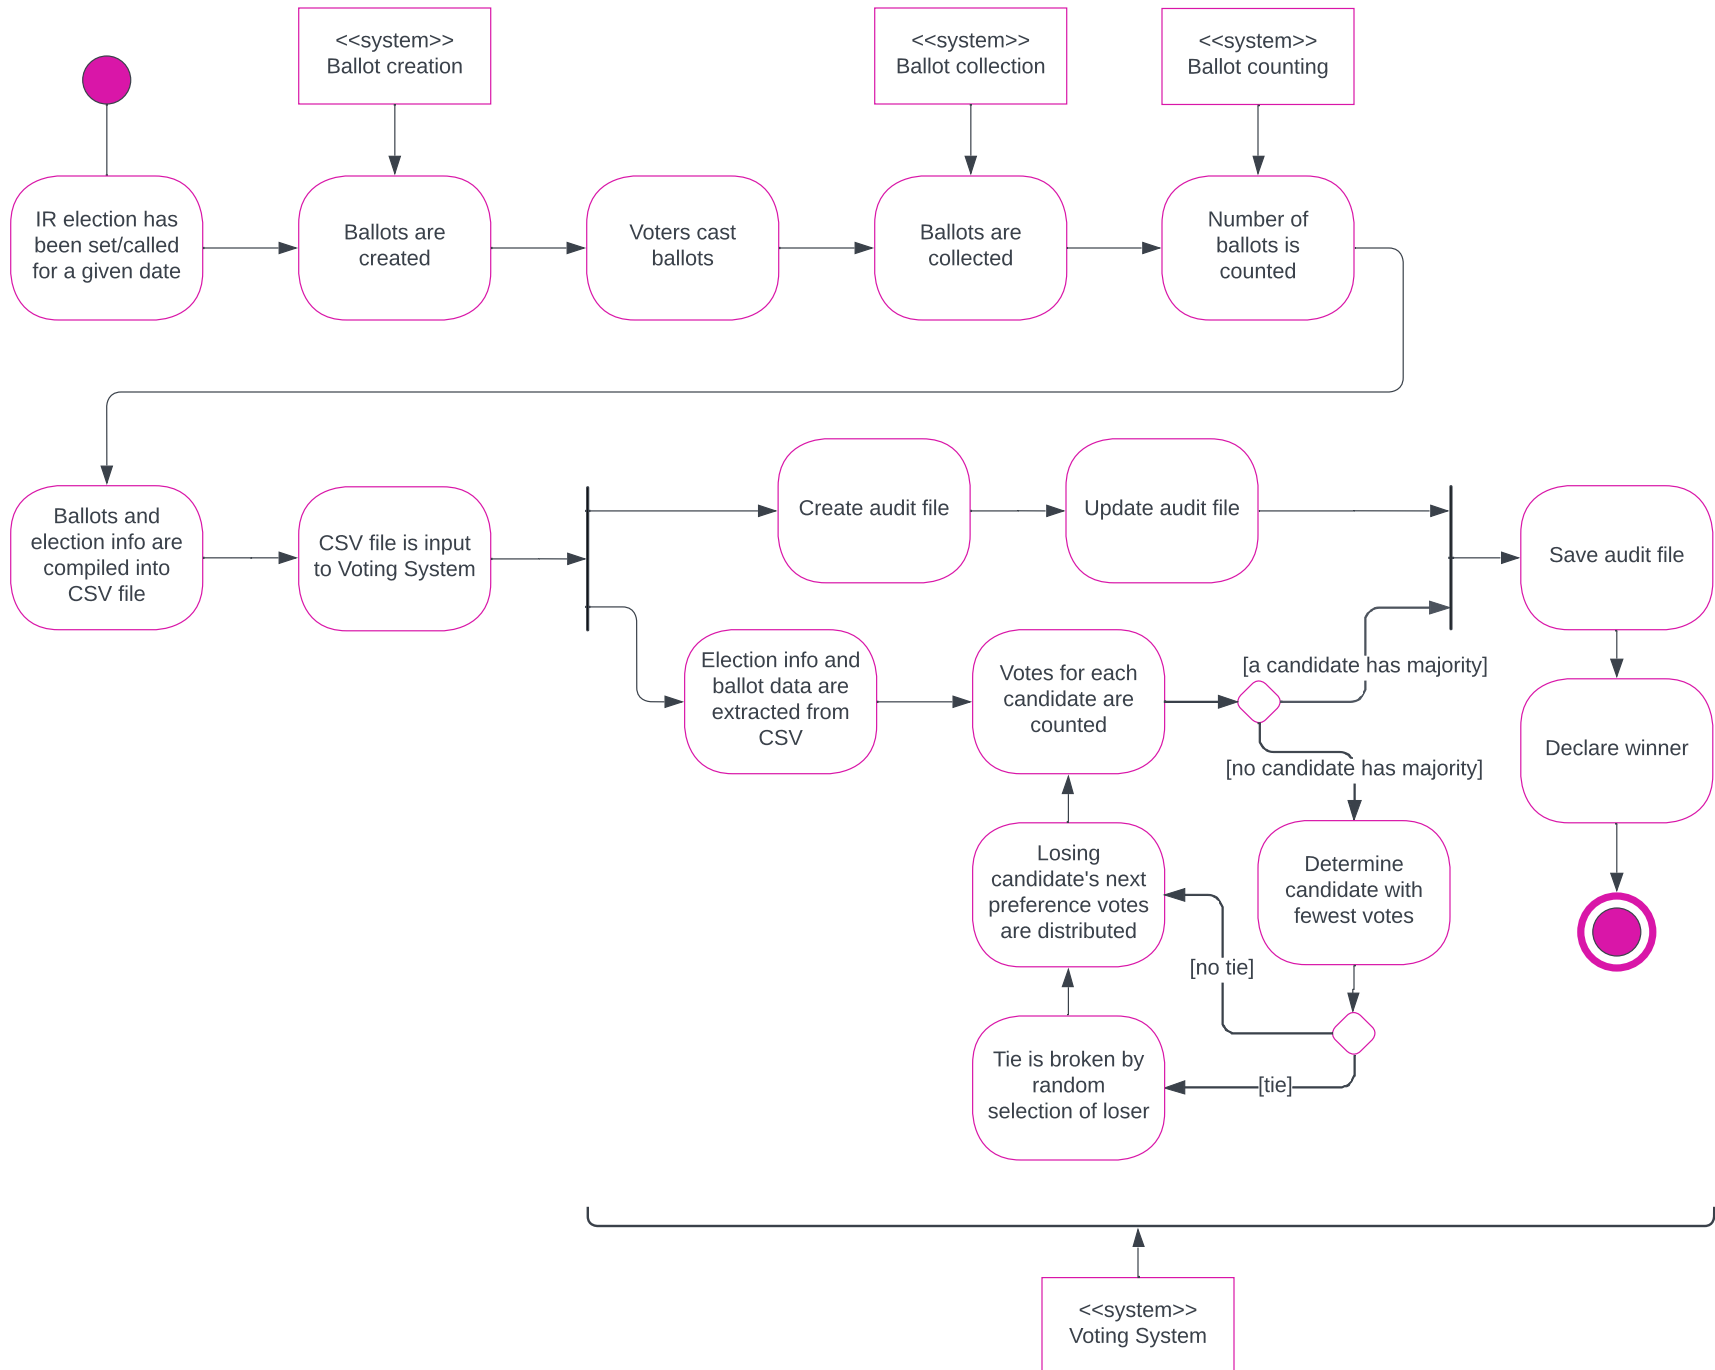 <<system>>
Ballot creation
<<system>>
Ballot collection
<<system>>
Ballot counting
IR election has
been set/called
for a given date
Ballots are
created
Voters cast
ballots
Ballots are
collected
Number of
ballots is
counted
Ballots and
election info are
compiled into
CSV file
CSV file is input
to Voting System
Create audit file
Update audit file
Save audit file
Election info and
ballot data are
extracted from
CSV
Votes for each
candidate are
counted
[a candidate has majority]
[no candidate has majority]
Declare winner
Losing
candidate's next
preference votes
are distributed
Determine
candidate with
fewest votes
[no tie]
Tie is broken by
random
selection of loser
[tie]
<<system>>
Voting System